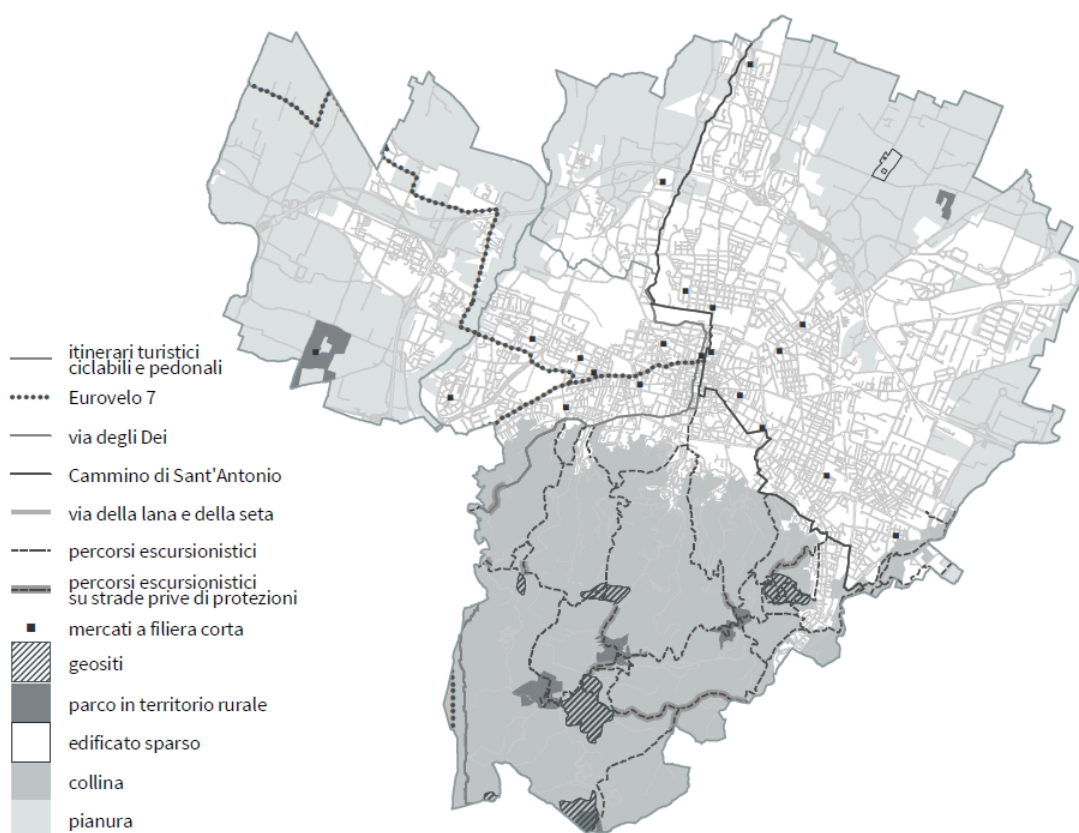 itinerari turistici
ciclabili e pedonali
Eurovelo 7
via degli Dei
Cammino di Sant'Antonio
via della lana e della seta
percorsi escursionistici
percorsi escursionistici
su strade prive di protezioni
mercati a filiera corta
geositi
parco in territorio rurale
edificato sparso
collina
pianura